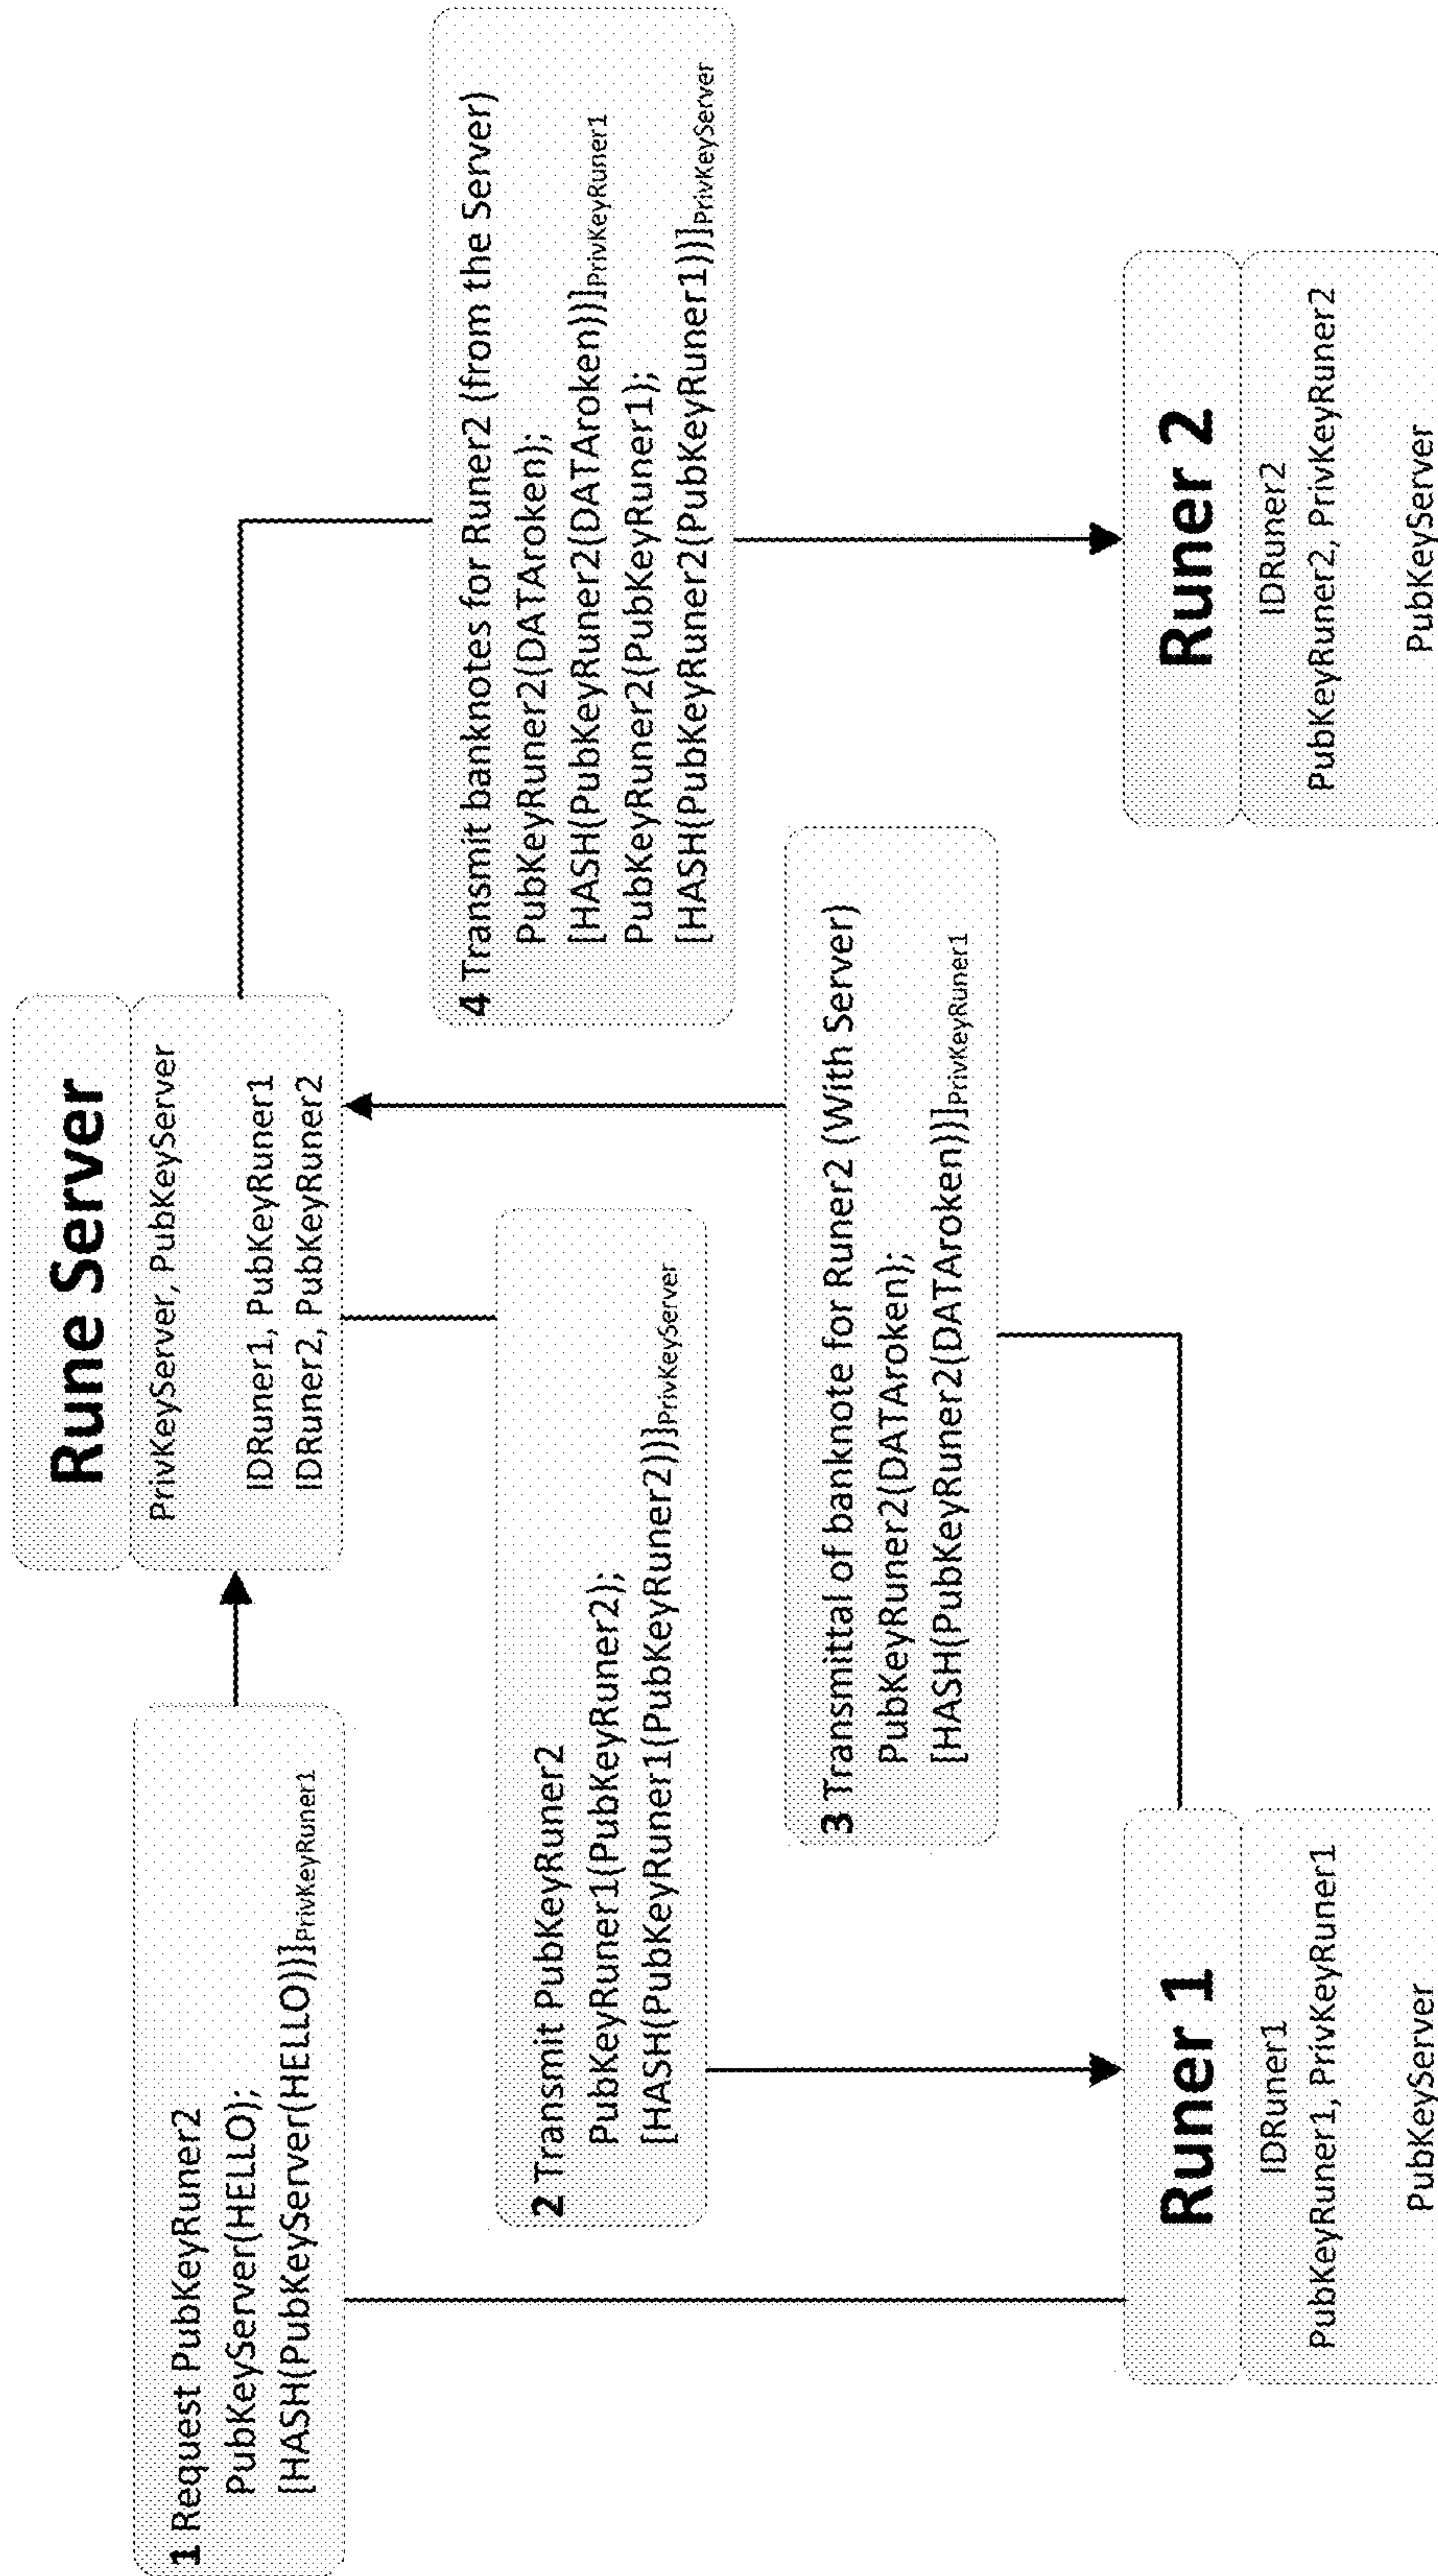 Rune Server
PrivKeyServer, PubKeyServer
IDRuner1, PubKeyRuner1
IDRuner2, PubKeyRuner2
1 Request PubKeyRuner2
PubKeyServer(HELLO);
[HASH(PubKeyServer(HELLO))]PrivKeyRuner1
2 Transmit PubKeyRuner2
PubKeyRuner1(PubKeyRuner2);
[HASH(PubKeyRuner1(PubKeyRuner2))]PrivKeyServer
3 Transmittal of banknote for Runer2 (With Server)
PubKeyRuner2(DATAroken);
[HASH(PubKeyRuner2(DATAroken))]PrivKeyRuner1
4 Transmit banknotes for Runer2 (from the Server)
PubKeyRuner2(DATAroken);
[HASH(PubKeyRuner2(DATAroken))]PrivKeyRuner1
PubKeyRuner2(PubKeyRuner1);
[HASH(PubKeyRuner2(PubKeyRuner1))]PrivKeyServer
Runer 1
IDRuner1
PubKeyRuner1, PrivKeyRuner1
PubKeyServer
Runer 2
IDRuner2
PubKeyRuner2, PrivKeyRuner2
PubKeyServer